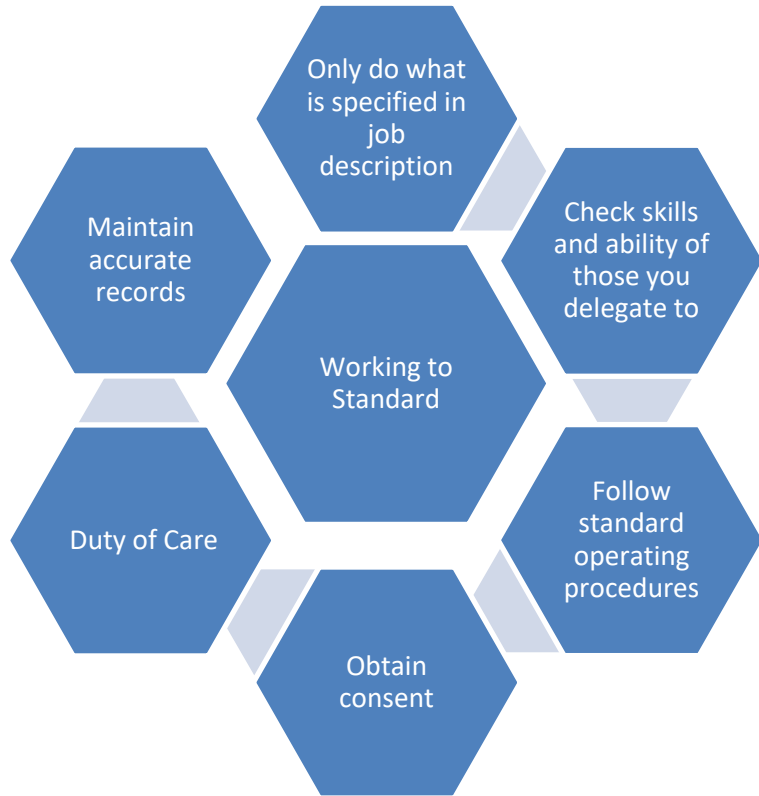 Only do what
is specified in
job
description
Check skills
and ability of
those you
delegate to
Follow
standard
operating
procedures
Obtain
consent
Duty of Care
Maintain
accurate
records
Working to
Standard